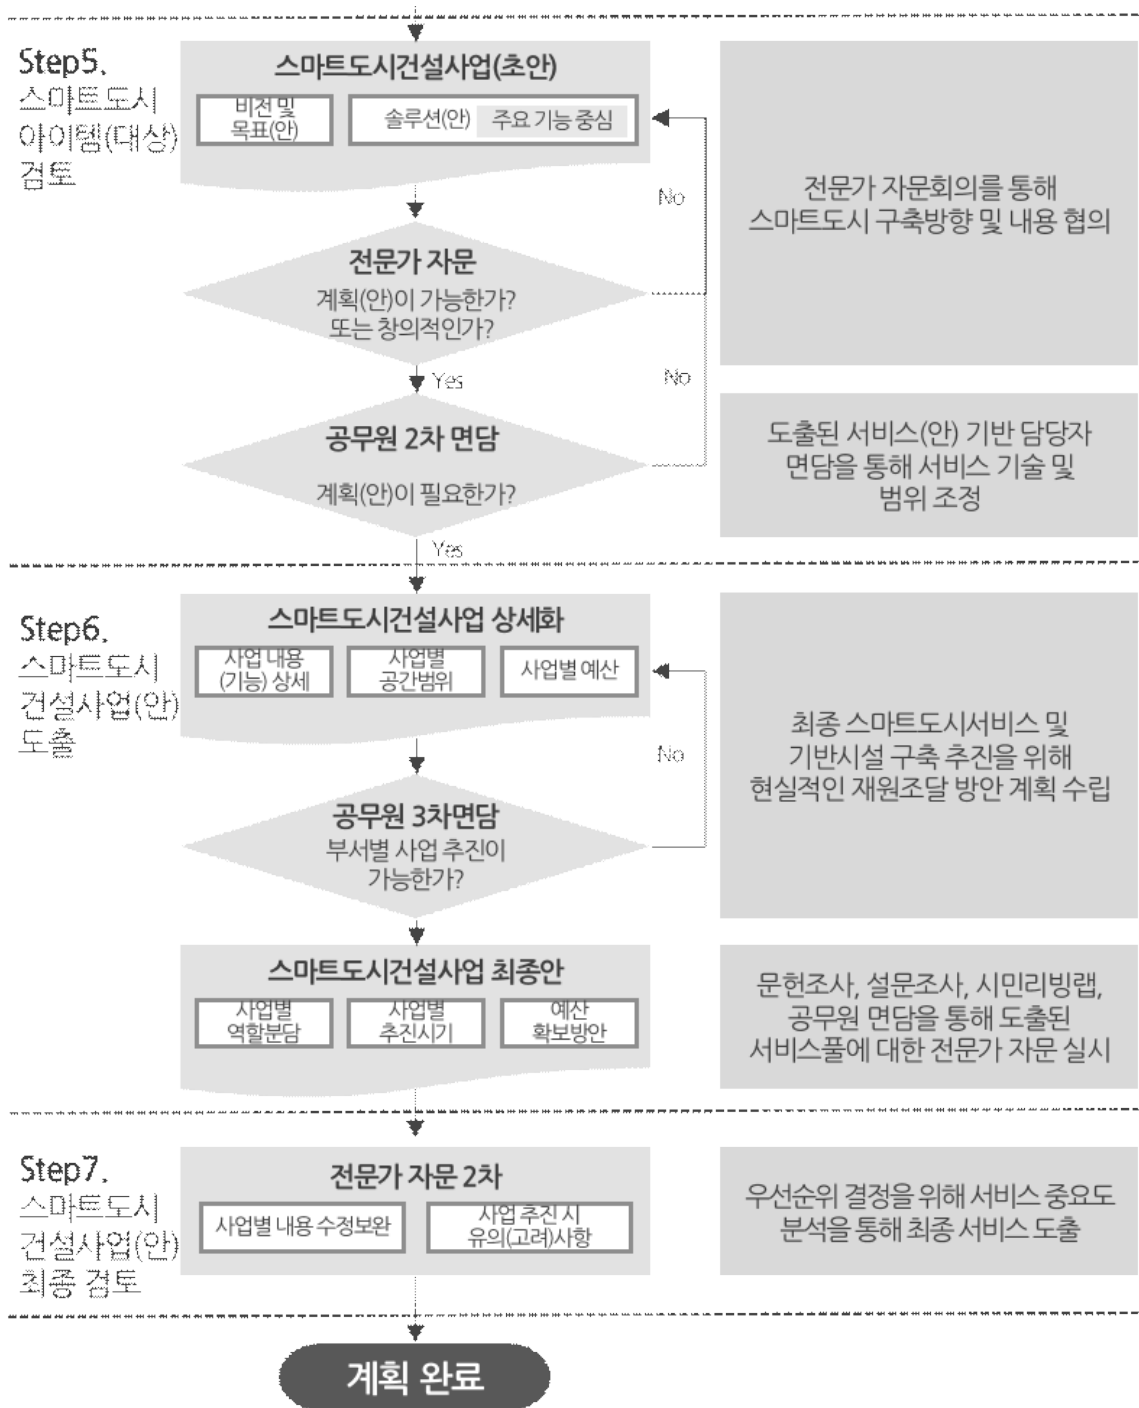 Step5.
스마트도시
아이템(대상)
검토
스마트도시건설사업(초안)
비전 및
목표(안)
솔루션(안) 주요 기능 중심
No
전문가 자문
계획(안)이 가능한가?
또는 창의적인가?
Yes
No
공무원 2차 면담
계획(안)이 필요한가?
Yes
전문가 자문회의를 통해
스마트도시 구축방향 및 내용 협의
도출된 서비스(안) 기반 담당자
면담을 통해 서비스 기술 및
범위 조정
Step6.
스마트도시
건설사업(안)
도출
스마트도시건설사업 상세화
사업 내용
(기능) 상세
사업별
공간범위
사업별 예산
No
공무원 3차면담
부서별 사업 추진이
가능한가?
최종 스마트도시서비스 및
기반시설 구축 추진을 위해
현실적인 재원조달 방안 계획 수립
스마트도시건설사업 최종안
사업별
역할분담
사업별
추진시기
예산
확보방안
문헌조사, 설문조사, 시민리빙랩,
공무원 면담을 통해 도출된
서비스풀에 대한 전문가 자문 실시
Step7.
스마트도시
건설사업(안)
최종 검토
전문가 자문 2차
사업별 내용 수정보완
사업 추진 시
유의(고려)사항
우선순위 결정을 위해 서비스 중요도
분석을 통해 최종 서비스 도출
계획 완료